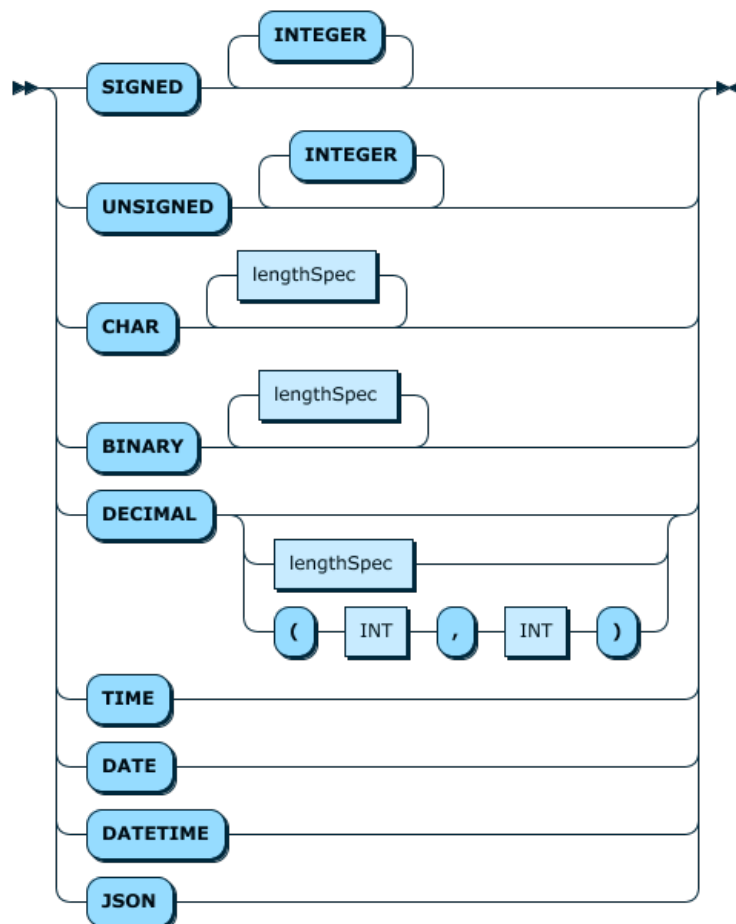 INTEGER
SIGNED
INTEGER
UNSIGNED
lengthSpec
CHAR
lengthSpec
BINARY
DECIMAL
lengthSpec
( INT , INT )
TIME
DATE
DATETIME
JSON